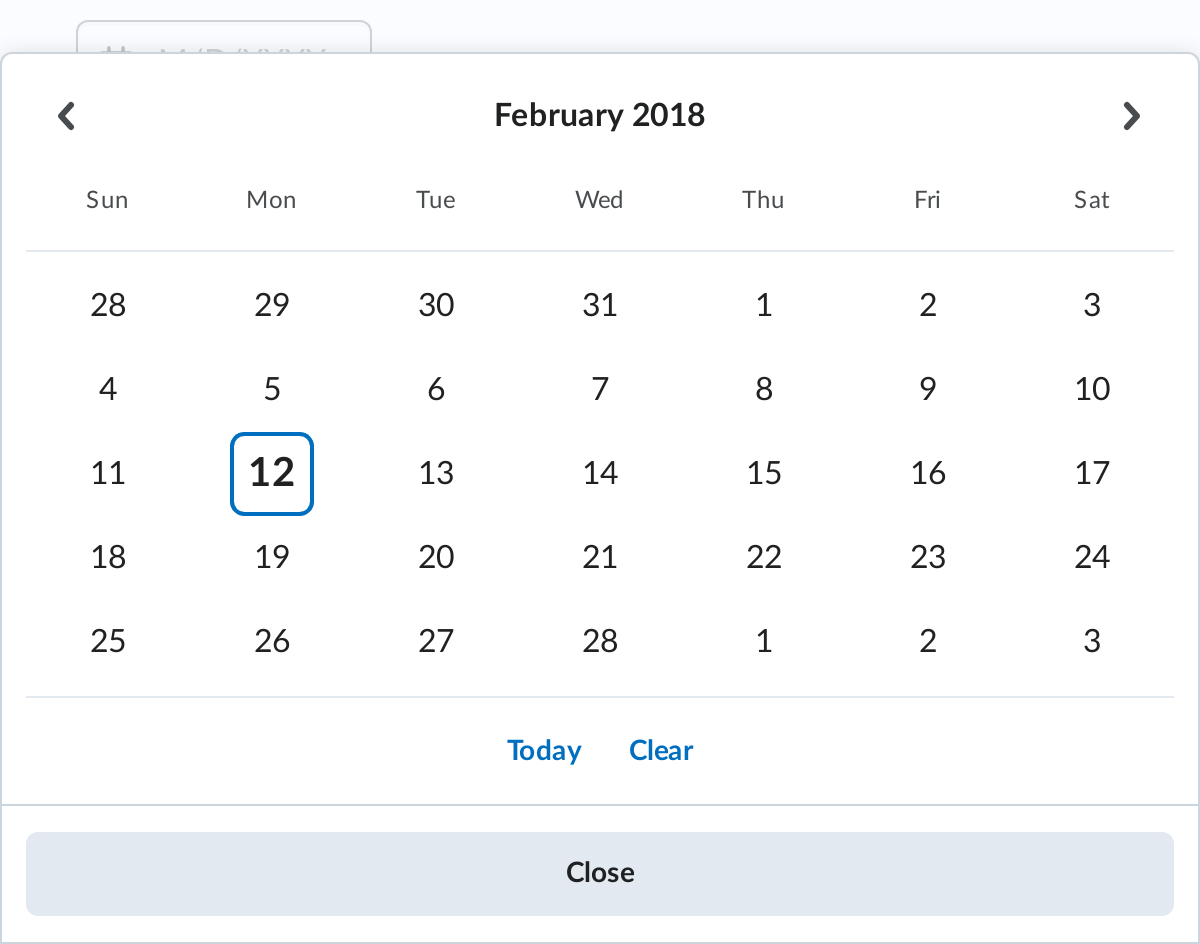 February 2018
Sun Mon Tue Wed Thu Fri Sat
28 29 30 31 1 2 3
4 5 6 7 8 9 10
11 12 13 14 15 16 17
18 19 20 21 22 23 24
25 26 27 28 1 2 3
Today Clear
Close